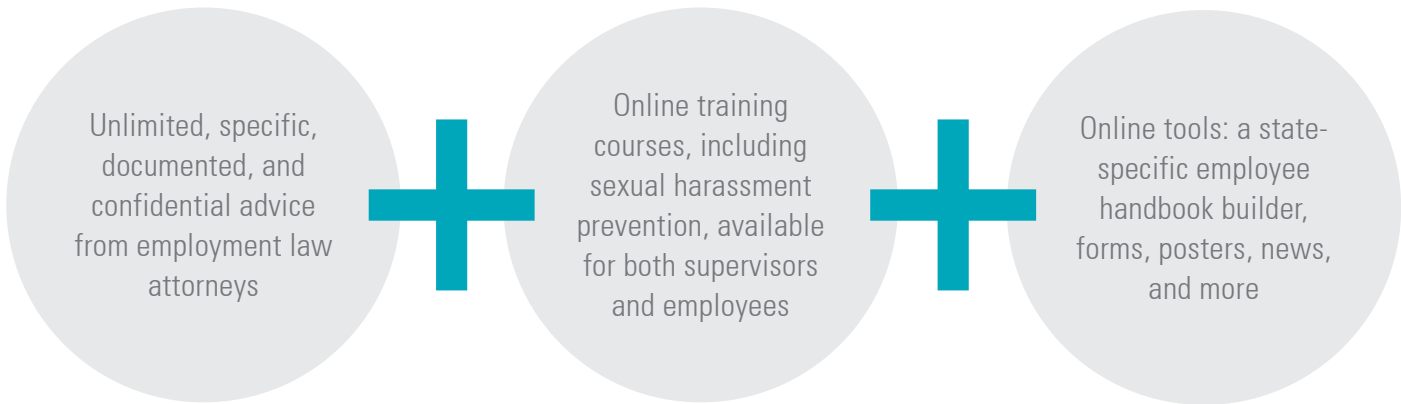 Unlimited, specific,
documented, and
confidential advice
from employment law
attorneys
Online training
courses, including
sexual harassment
prevention, available
for both supervisors
and employees
Online tools: a state-
specific employee
handbook builder,
forms, posters, news,
and more